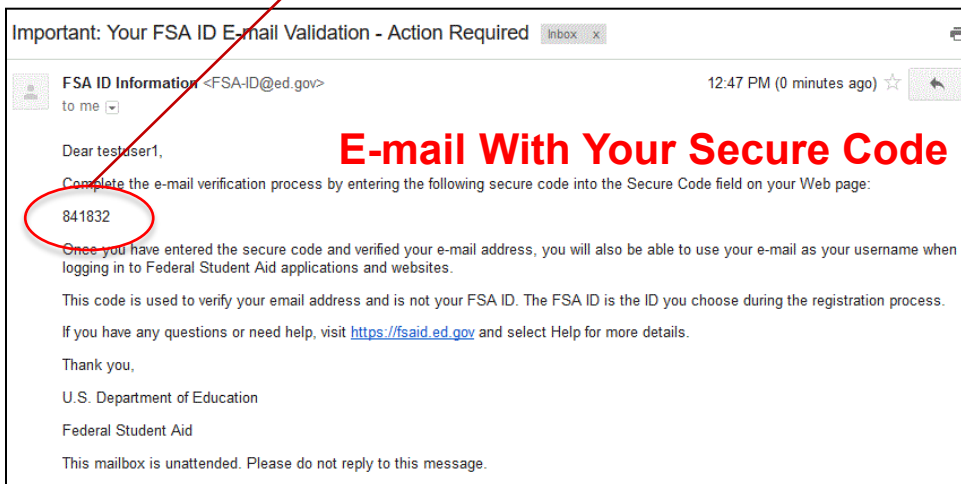 Important: Your FSA ID E-mail Validation - Action Required Inbox x
FSA ID Information <FSA-ID@ed.gov> 12:47 PM (0 minutes ago)
to me
E-mail With Your Secure Code
Dear testuser1,
Complete the e-mail verification process by entering the following secure code into the Secure Code field on your Web page:
841832
Once you have entered the secure code and verified your e-mail address, you will also be able to use your e-mail as your username when
logging in to Federal Student Aid applications and websites.
This code is used to verify your email address and is not your FSA ID. The FSA ID is the ID you choose during the registration process.
If you have any questions or need help, visit https://fsaid.ed.gov and select Help for more details.
Thank you,
U.S. Department of Education
Federal Student Aid
This mailbox is unattended. Please do not reply to this message.